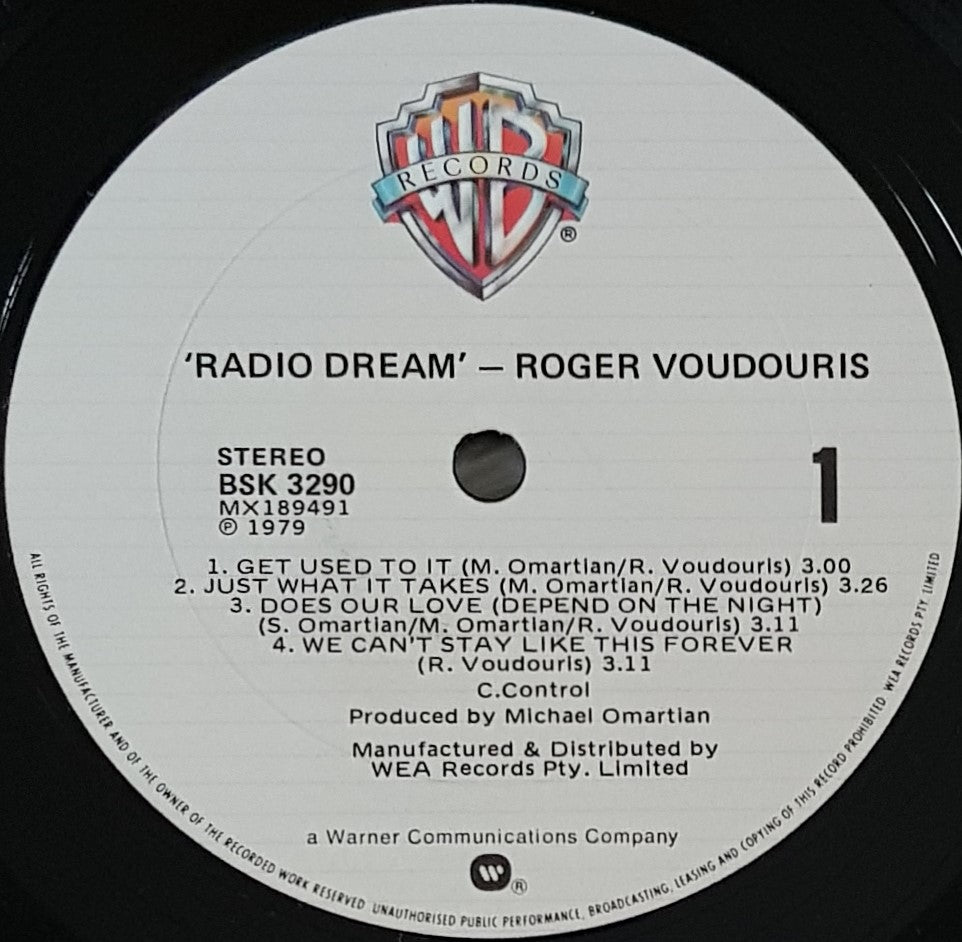 WB
RECORDS
®
'RADIO DREAM' — ROGER VOUDOURIS
STEREO
BSK 3290
MX189491
℗ 1979
1
1. GET USED TO IT (M. Omartian/R. Voudouris) 3.00
2. JUST WHAT IT TAKES (M. Omartian/R. Voudouris) 3.26
3. DOES OUR LOVE (DEPEND ON THE NIGHT)
(S. Omartian/M. Omartian/R. Voudouris) 3.11
4. WE CAN'T STAY LIKE THIS FOREVER
(R. Voudouris) 3.11
C.Control
Produced by Michael Omartian
Manufactured & Distributed by
WEA Records Pty. Limited
a Warner Communications Company
W ®
ALL RIGHTS OF THE MANUFACTURER AND OF THE OWNER OF THE RECORDED WORK RESERVED UNAUTHORISED PUBLIC PERFORMANCE, BROADCASTING, LEASING AND COPYING OF THIS RECORD PROHIBITED WEA RECORDS PTY. LIMITED